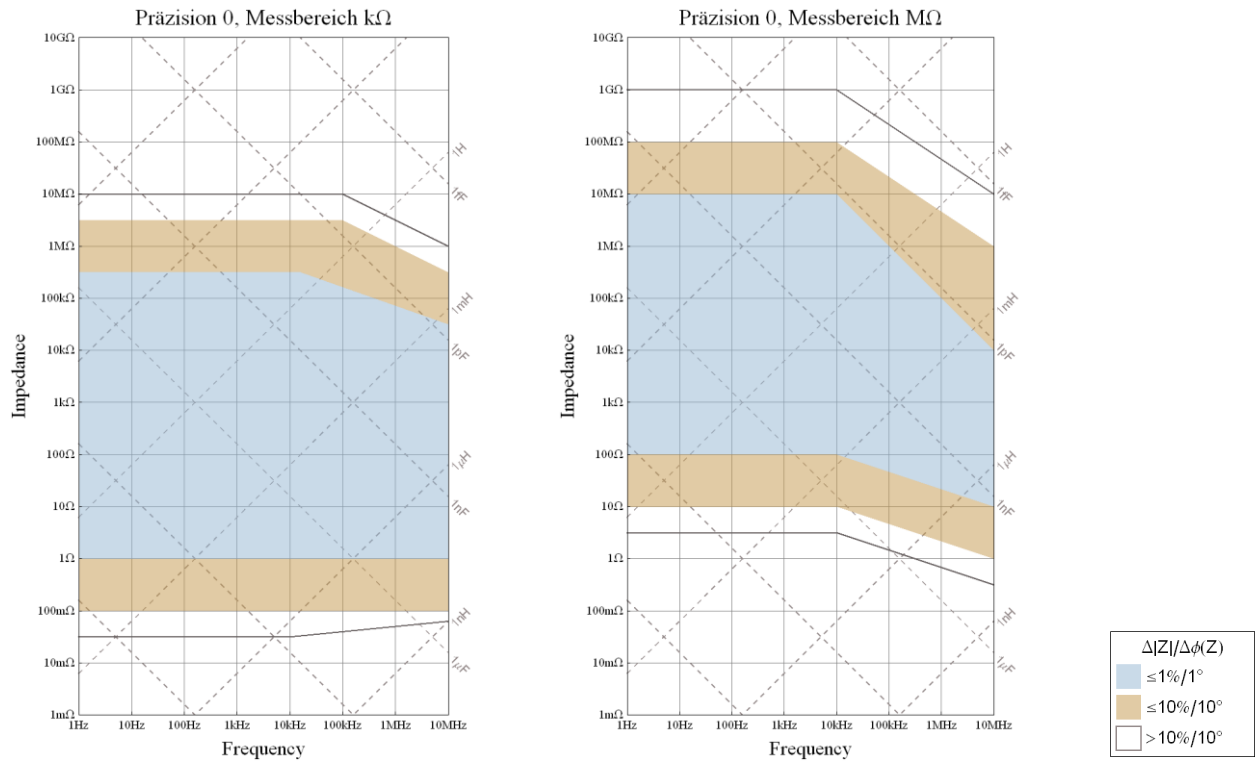 Präzision 0, Messbereich kΩ
10GΩ
1GΩ
100MΩ
10MΩ
1MΩ
100kΩ
10kΩ
1kΩ
100Ω
10Ω
1Ω
100mΩ
10mΩ
1mΩ
Impedance
1Hz 10Hz 100Hz 1kHz 10kHz 100kHz 1MHz 10MHz
Frequency
1H
1fF
1mH
1pF
1μH
1nF
1nH
1μF
Präzision 0, Messbereich MΩ
10GΩ
1GΩ
100MΩ
10MΩ
1MΩ
100kΩ
10kΩ
1kΩ
100Ω
10Ω
1Ω
100mΩ
10mΩ
1mΩ
Impedance
1Hz 10Hz 100Hz 1kHz 10kHz 100kHz 1MHz 10MHz
Frequency
1H
1fF
1mH
1pF
1μH
1nF
1nH
1μF
Δ|Z|/Δϕ(Z)
≤1%/1°
≤10%/10°
>10%/10°